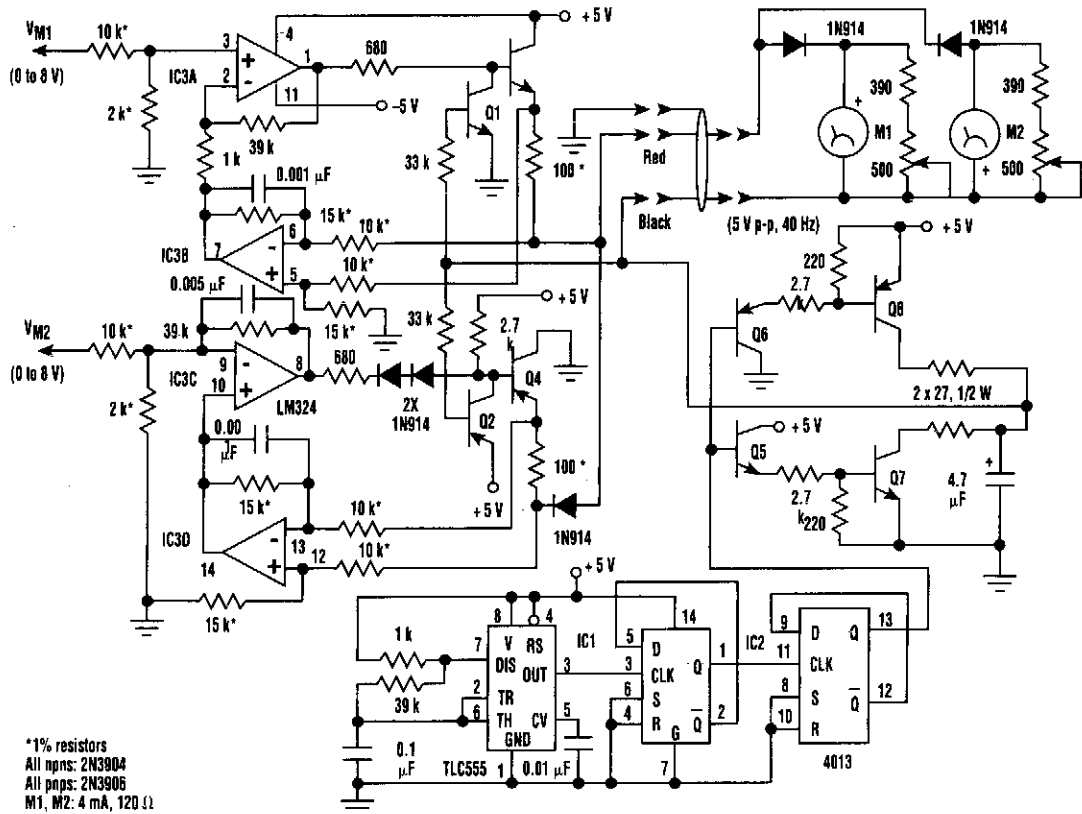 V_M1
(0 to 8 V)
10 k*
2 k*
IC3A
3
2
4
1
11
+ 5 V
-5 V
680
39 k
1 k
Q1
33 k
100 *
0.001 µF
15 k*
IC3B
7
6
5
10 k*
10 k*
15 k*
Red
Black
(5 V p-p, 40 Hz)
1N914
1N914
390
M1
500
390
M2
500
V_M2
(0 to 8 V)
10 k*
2 k*
0.005 µF
39 k
IC3C
9
10
8
LM324
680
2X
1N914
33 k
+ 5 V
2.7
k
Q4
Q2
+ 5 V
100 *
1N914
0.00
µF
15 k*
IC3D
14
13
12
10 k*
10 k*
15 k*
+ 5 V
220
2.7
k
Q6
Q8
2 x 27, 1/2 W
+ 5 V
Q5
2.7
k
220
Q7
4.7
µF
+ 5 V
1 k
39 k
0.1
µF
8
4
V
RS
7
DIS
OUT
3
2
TR
6
TH
CV
5
GND
1
TLC555
0.01 µF
IC1
14
5
D
3
CLK
6
S
4
R
Q
1
Q
2
G
7
IC2
9
D
11
CLK
8
S
10
R
Q
13
Q
12
4013
*1% resistors
All npns: 2N3904
All pnps: 2N3906
M1, M2: 4 mA, 120 Ω